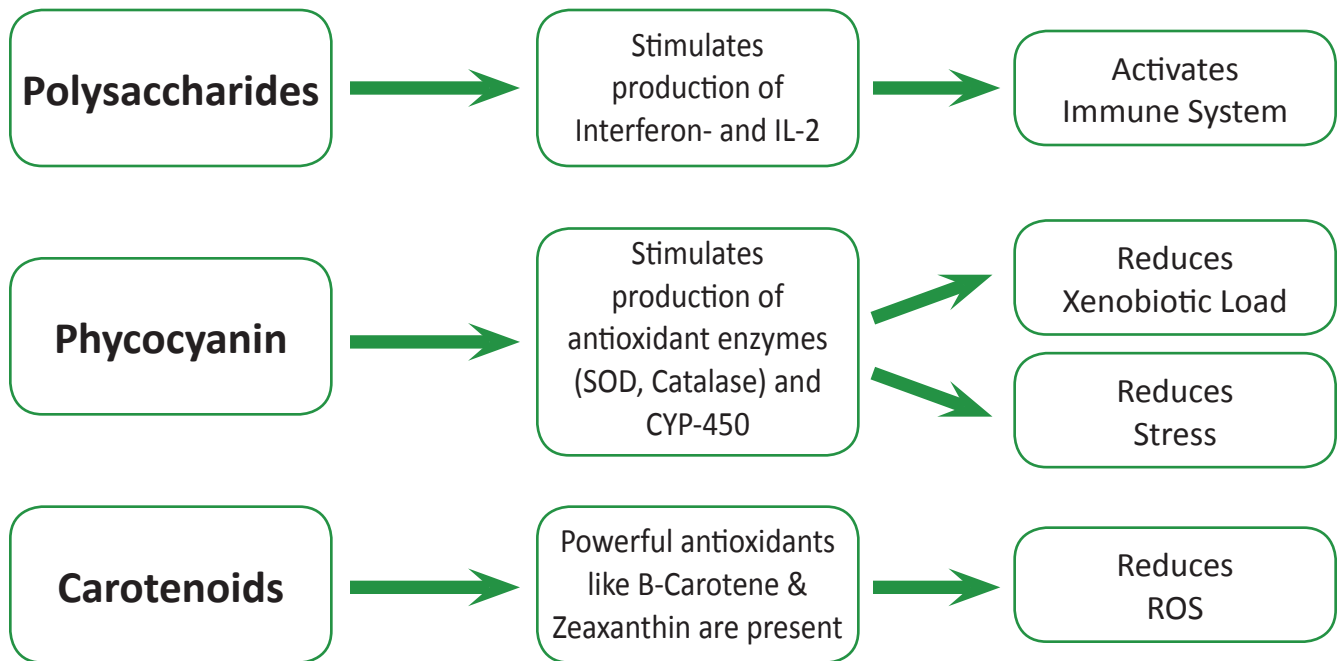 Polysaccharides
Stimulates
production of
Interferon- and IL-2
Activates
Immune System
Phycocyanin
Stimulates
production of
antioxidant enzymes
(SOD, Catalase) and
CYP-450
Reduces
Xenobiotic Load
Reduces
Stress
Carotenoids
Powerful antioxidants
like B-Carotene &
Zeaxanthin are present
Reduces
ROS